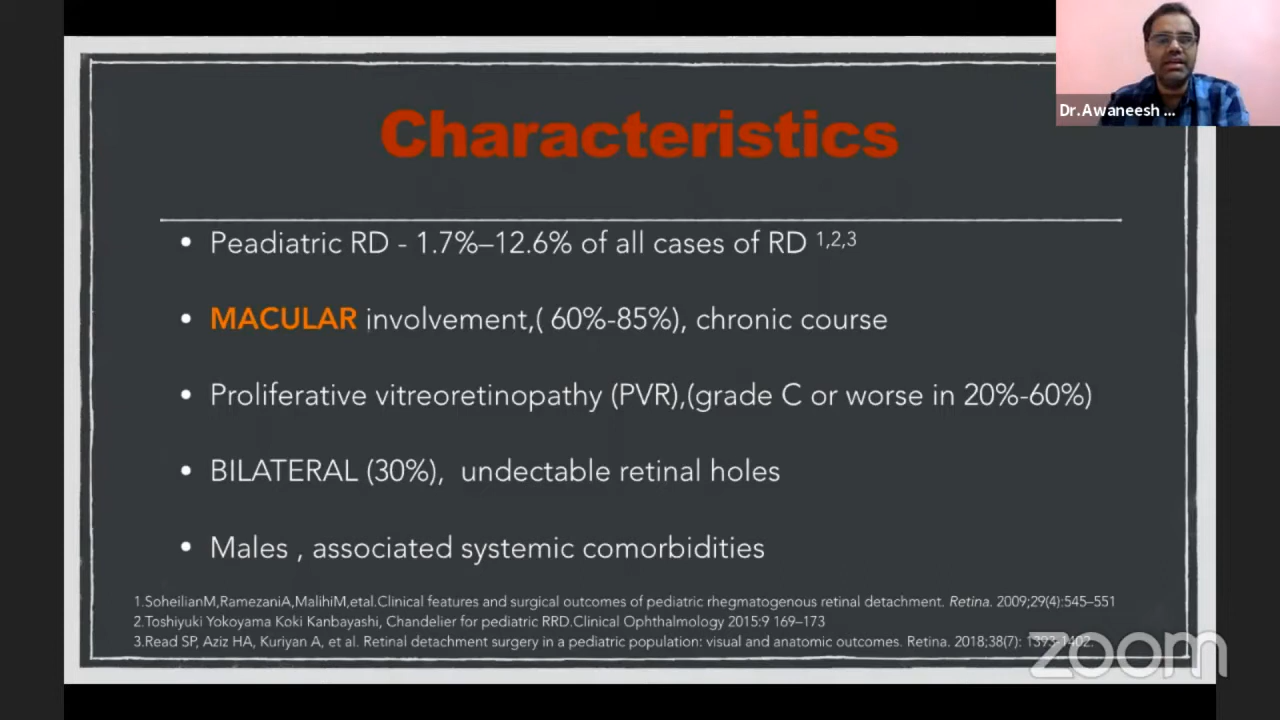 Dr.Awaneesh ...
Characteristics
• Peadiatric RD - 1.7%–12.6% of all cases of RD 1,2,3
• MACULAR involvement,( 60%-85%), chronic course
• Proliferative vitreoretinopathy (PVR),(grade C or worse in 20%-60%)
• BILATERAL (30%), undectable retinal holes
• Males , associated systemic comorbidities
1.SoheilianM,RamezaniA,MalihiM,etal.Clinical features and surgical outcomes of pediatric rhegmatogenous retinal detachment. Retina. 2009;29(4):545–551
2.Toshiyuki Yokoyama Koki Kanbayashi, Chandelier for pediatric RRD.Clinical Ophthalmology 2015:9 169–173
3.Read SP, Aziz HA, Kuriyan A, et al. Retinal detachment surgery in a pediatric population: visual and anatomic outcomes. Retina. 2018;38(7): 1393-1402.
zoom